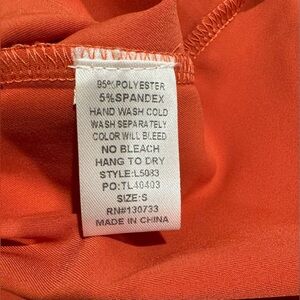 95% POLYESTER
5% SPANDEX
HAND WASH COLD
WASH SEPARATELY
COLOR WILL BLEED
NO BLEACH
HANG TO DRY
STYLE:L5083
PO:TL40403
SIZE:S
RN#130733
MADE IN CHINA